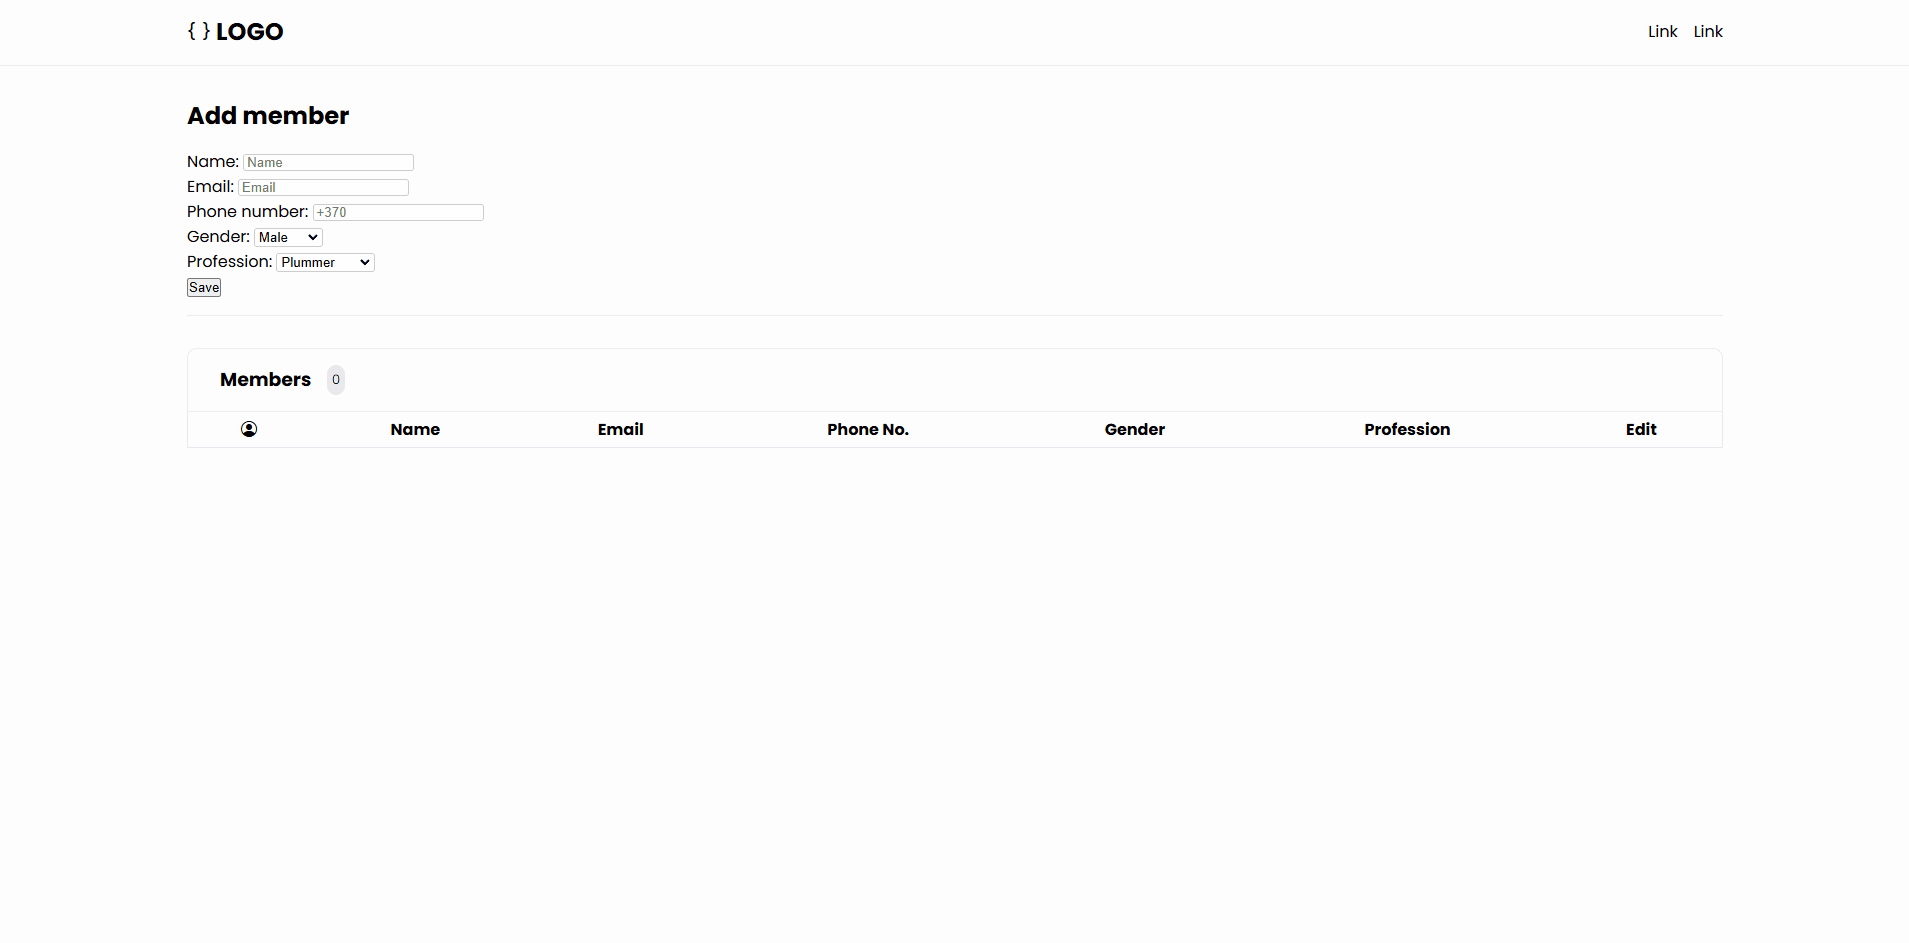 { } LOGO Link Link
Add member
Name: Name
Email: Email
Phone number: +370
Gender: Male
Profession: Plummer
Save
Members 0
Name Email Phone No. Gender Profession Edit